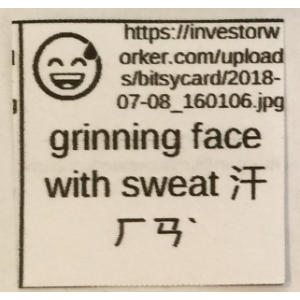 https://investorw
orker.com/upload
s/bitsycard/2018-
07-08_160106.jpg
grinning face
with sweat 汗
ㄏㄢˋ